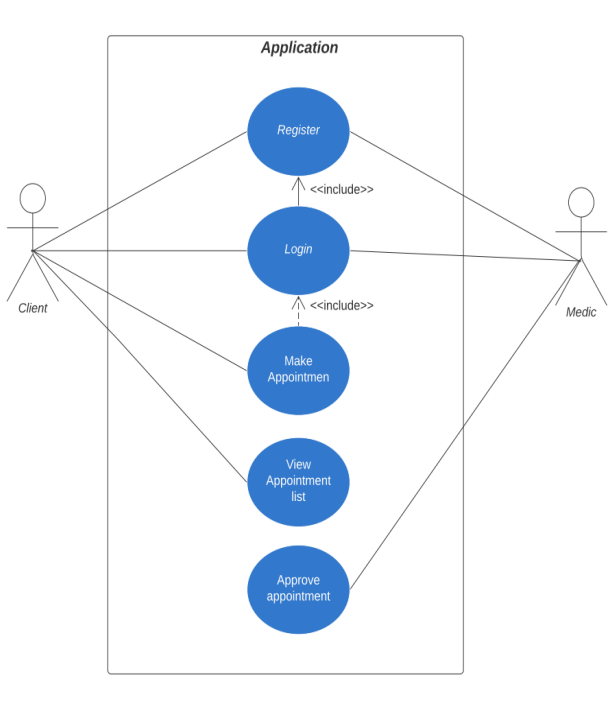 Application
Register
<<include>>
Login
Client
Medic
<<include>>
Make
Appointmen
View
Appointment
list
Approve
appointment